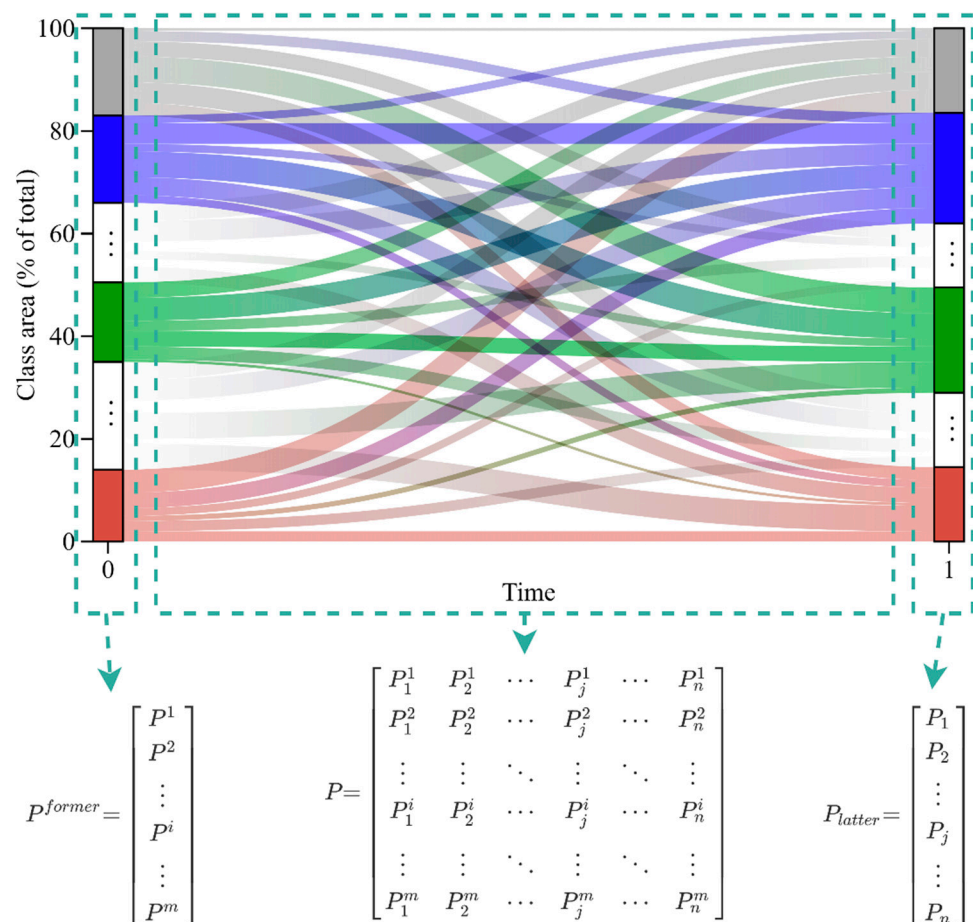 100
80
60
40
20
0
Class area (% of total)
⋮
⋮
⋮
⋮
0
1
Time
P^{former} = [ P^1 P^2 ⋮ P^i ⋮ P^m ]
P =
P_1^1 P_2^1 ⋯ P_j^1 ⋯ P_n^1
P_1^2 P_2^2 ⋯ P_j^2 ⋯ P_n^2
⋮ ⋮ ⋱ ⋮ ⋱ ⋮
P_1^i P_2^i ⋯ P_j^i ⋯ P_n^i
⋮ ⋮ ⋱ ⋮ ⋱ ⋮
P_1^m P_2^m ⋯ P_j^m ⋯ P_n^m
P_{latter} = [ P_1 P_2 ⋮ P_j ⋮ P_n ]